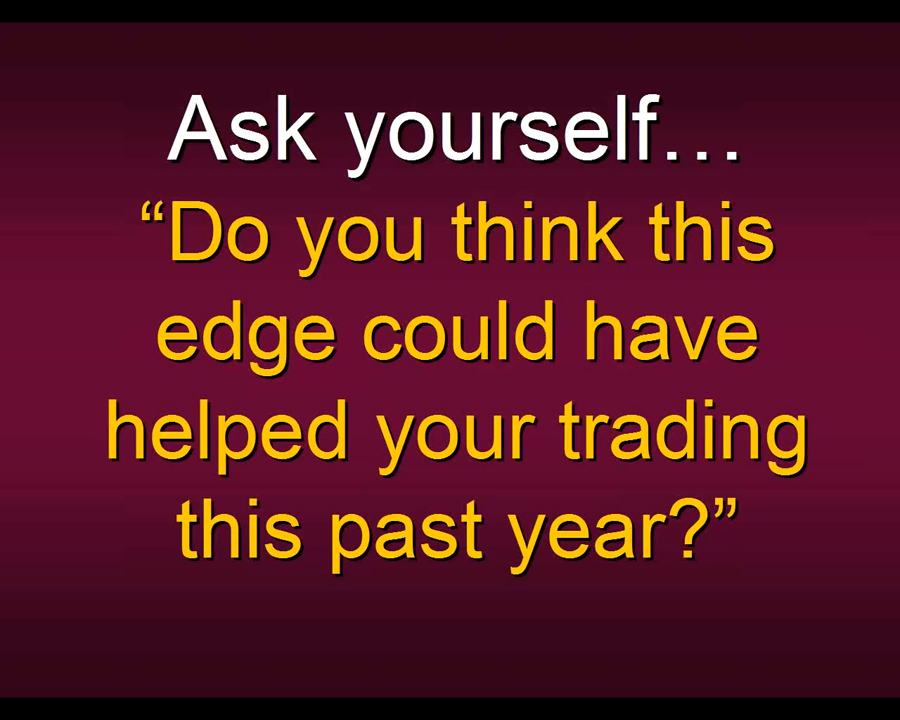 Ask yourself…
“Do you think this
edge could have
helped your trading
this past year?”